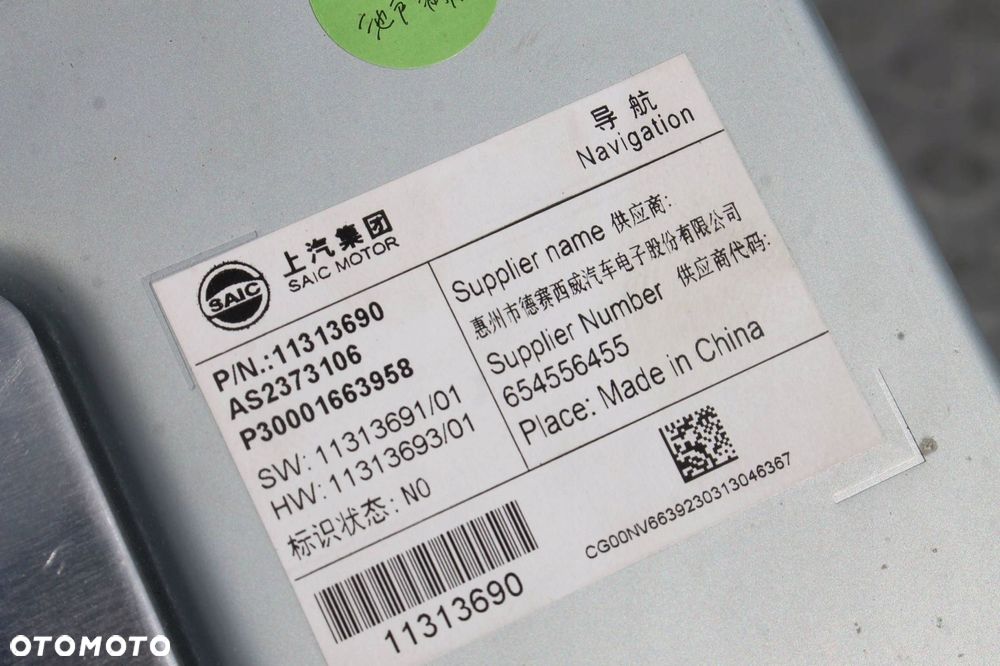 导航
Navigation
SAIC
上汽集团
SAIC MOTOR
P/N.:11313690
AS2373106
P30001663958
SW:11313691/01
HW:11313693/01
标识状态:N0
Supplier name 供应商:
惠州市德赛西威汽车电子股份有限公司
Supplier Number 供应商代码:
654556455
Place: Made in China
CG00NV6639230313046367
11313690
OTOMOTO